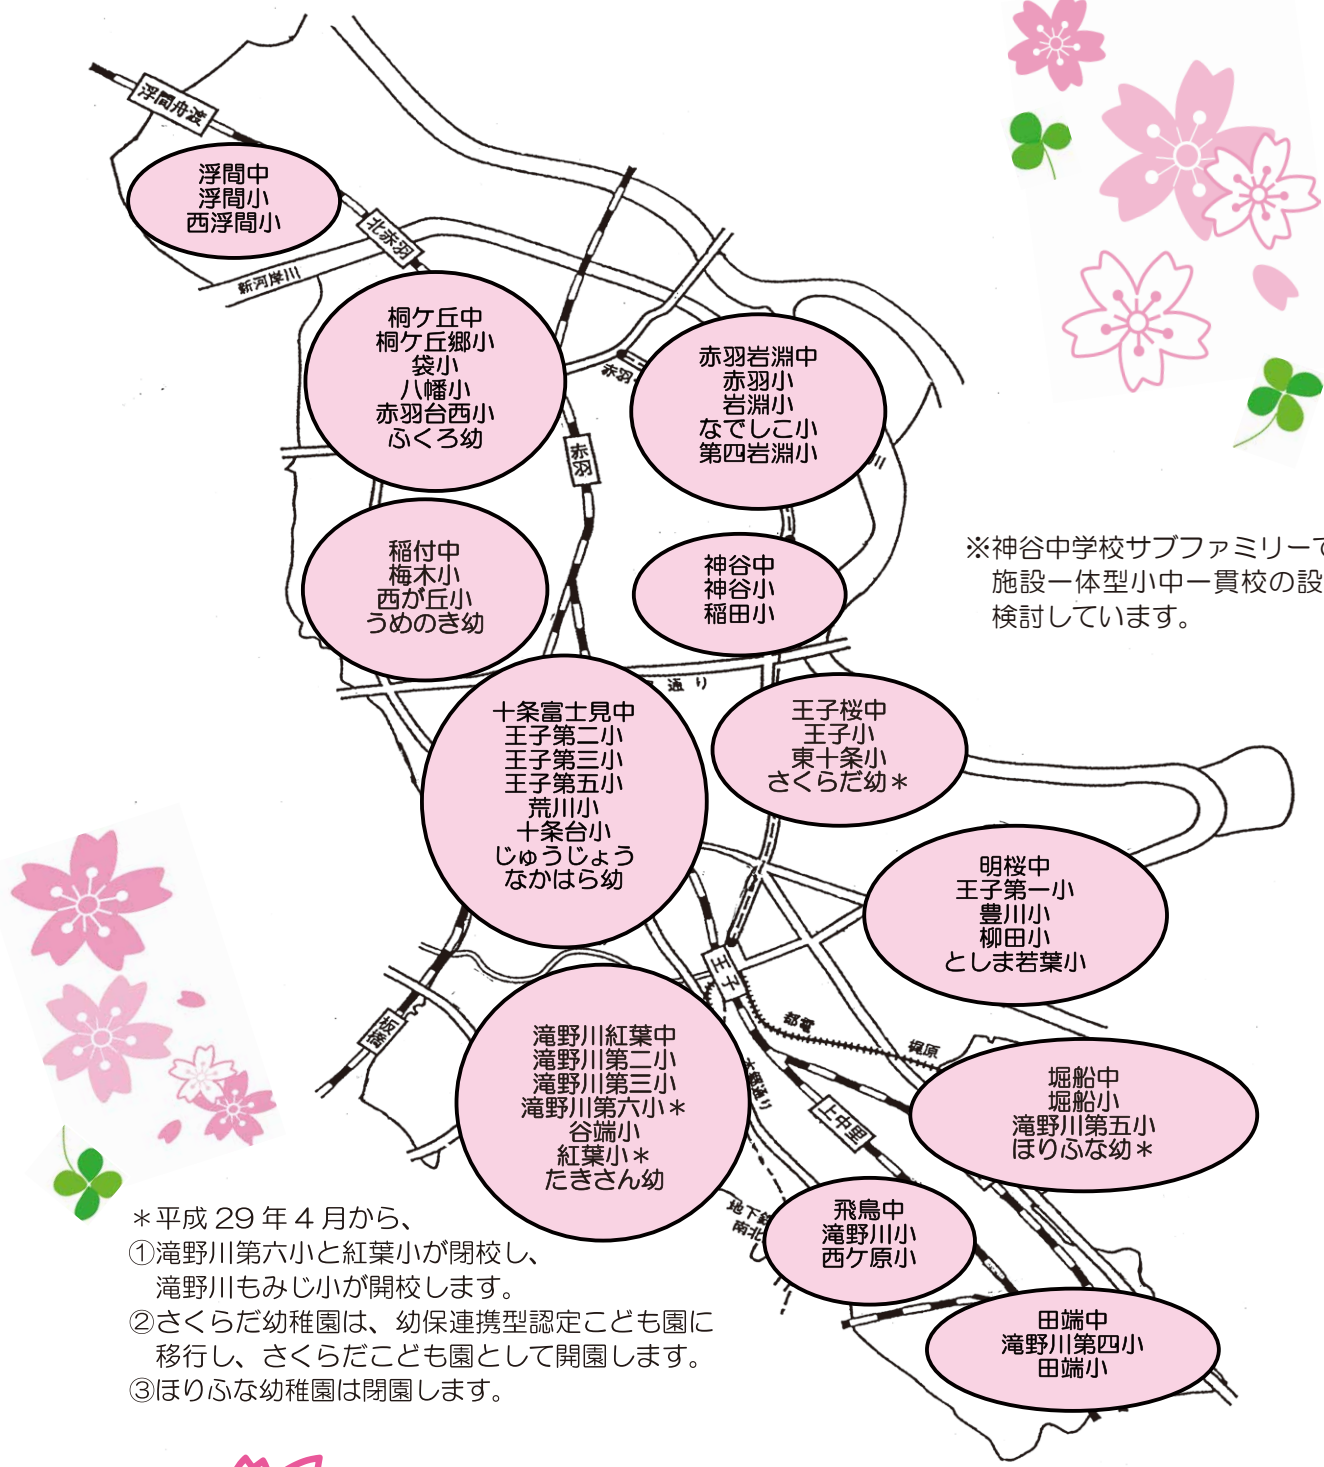 浮間舟渡
浮間中
浮間小
西浮間小
北赤羽
新河岸川
桐ケ丘中
桐ケ丘郷小
袋小
八幡小
赤羽台西小
ふくろ幼
赤羽
赤羽岩淵中
赤羽小
岩淵小
なでしこ小
第四岩淵小
赤羽
稲付中
梅木小
西が丘小
うめのき幼
神谷中
神谷小
稲田小
※神谷中学校サブファミリーで
施設一体型小中一貫校の設
検討しています。
通り
十条富士見中
王子第二小
王子第三小
王子第五小
荒川小
十条台小
じゅうじょう
なかはら幼
王子桜中
王子小
東十条小
さくらだ幼＊
明桜中
王子第一小
豊川小
柳田小
としま若葉小
王子
板橋
都電
梶原
滝野川紅葉中
滝野川第二小
滝野川第三小
滝野川第六小＊
谷端小
紅葉小＊
たきさん幼
本郷通り
上中里
堀船中
堀船小
滝野川第五小
ほりふな幼＊
地下鉄
南北
飛鳥中
滝野川小
西ケ原小
田端中
滝野川第四小
田端小
＊平成 29 年 4 月から、
①滝野川第六小と紅葉小が閉校し、
滝野川もみじ小が開校します。
②さくらだ幼稚園は、幼保連携型認定こども園に
移行し、さくらだこども園として開園します。
③ほりふな幼稚園は閉園します。